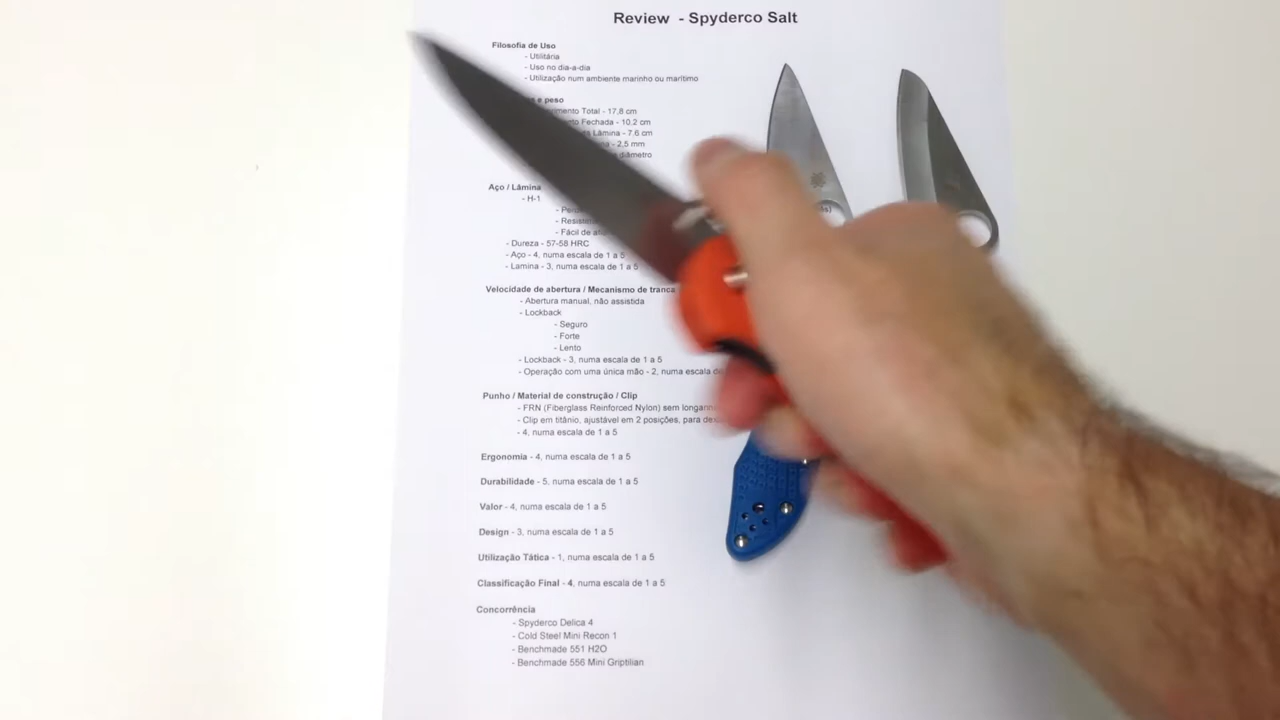 Review - Spyderco Salt
Filosofia de Uso
- Utilitária
- Uso no dia-a-dia
- Utilização num ambiente marinho ou marítimo
e peso
Total - 17,8 cm
Fechada - 10,2 cm
Lâmina - 7,6 cm
- 2,5 mm
diâmetro
Aço / Lâmina
- H-1
- Fácil de
- Dureza - 57-58 HRC
- Aço - 4, numa escala de 1 a 5
- Lamina - 3, numa escala de 1 a 5
Velocidade de abertura / Mecanismo de tranca
- Abertura manual, não assistida
- Lockback
- Seguro
- Forte
- Lento
- Lockback - 3, numa escala de 1 a 5
- Operação com uma única mão - 2, numa escala de
Punho / Material de construção / Clip
- FRN (Fiberglass Reinforced Nylon) sem
- Clip em titânio, ajustável em 2 posições, para
- 4, numa escala de 1 a 5
Ergonomia - 4, numa escala de 1 a 5
Durabilidade - 5, numa escala de 1 a 5
Valor - 4, numa escala de 1 a 5
Design - 3, numa escala de 1 a 5
Utilização Tática - 1, numa escala de 1 a 5
Classificação Final - 4, numa escala de 1 a 5
Concorrência
- Spyderco Delica 4
- Cold Steel Mini Recon 1
- Benchmade 551 H2O
- Benchmade 556 Mini Griptilian